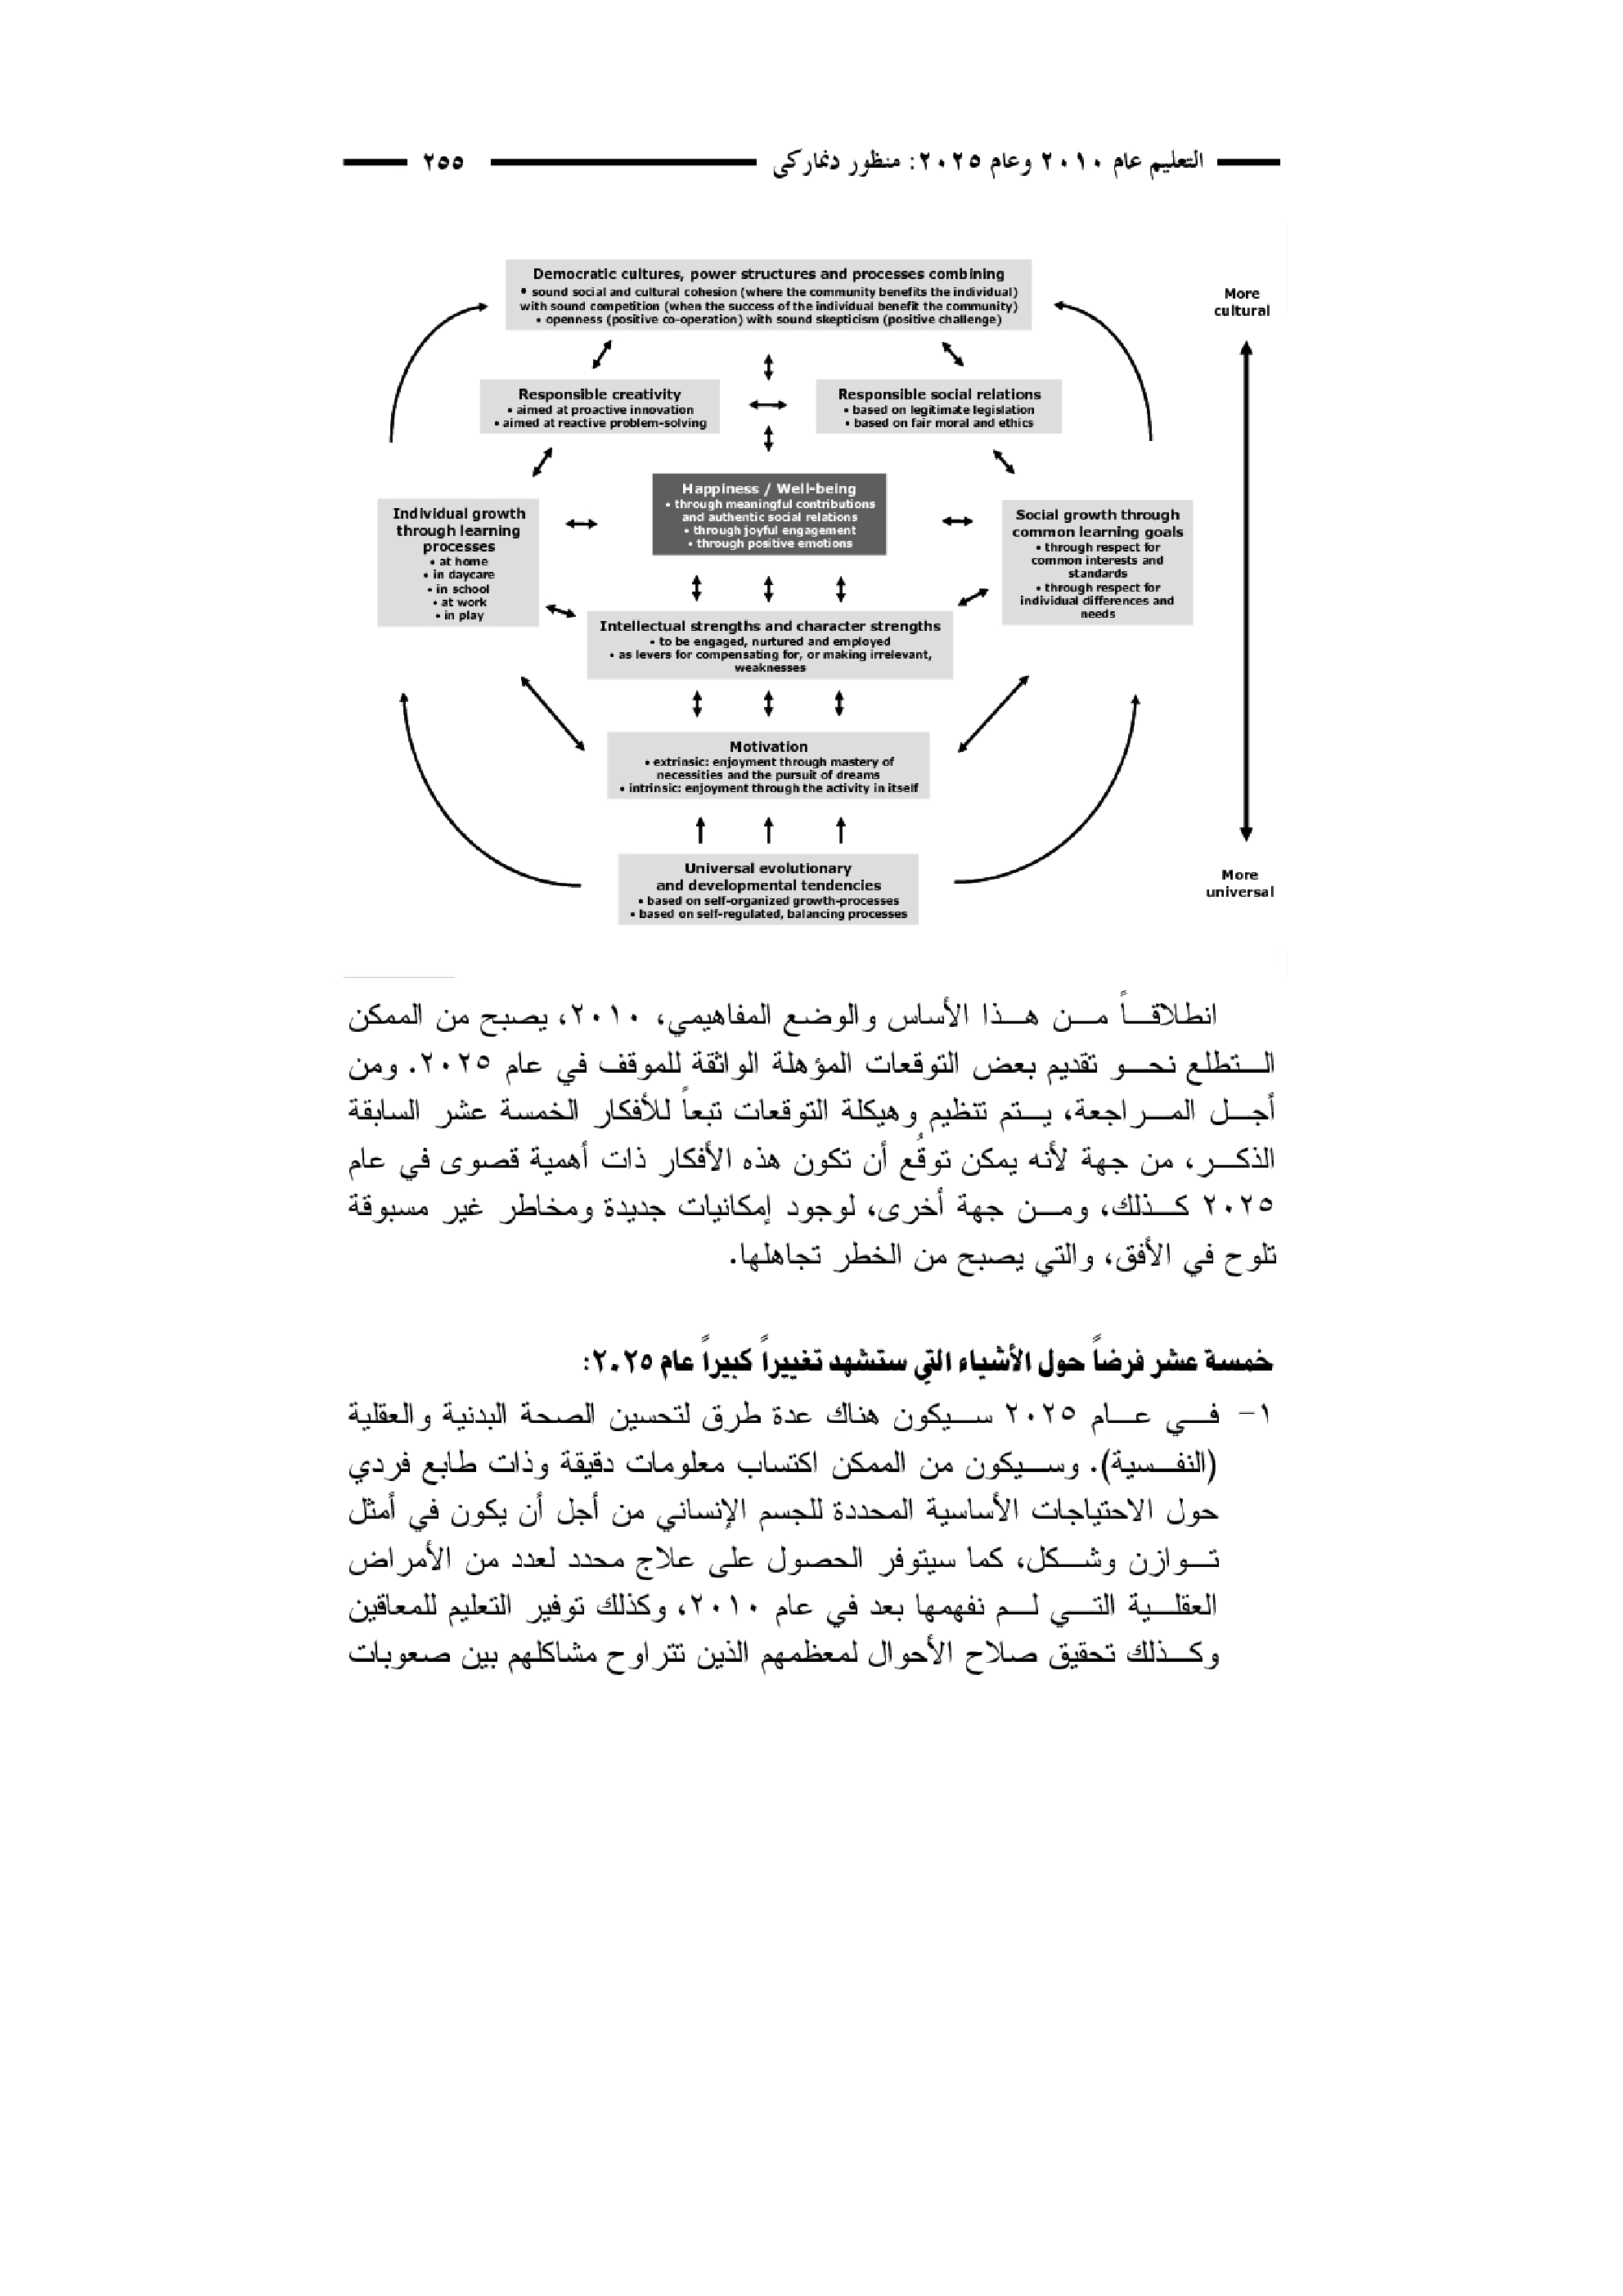 التعليم عام ٢٠١٠ وعام ٢٠٢٥: منظور دنماركى ٢٥٥
Democratic cultures, power structures and processes combining
• sound social and cultural cohesion (where the community benefits the individual)
with sound competition (when the success of the individual benefit the community)
• openness (positive co-operation) with sound skepticism (positive challenge)
More
cultural
Responsible creativity
• aimed at proactive innovation
• aimed at reactive problem-solving
Responsible social relations
• based on legitimate legislation
• based on fair moral and ethics
Individual growth
through learning
processes
• at home
• in daycare
• in school
• at work
• in play
Happiness / Well-being
• through meaningful contributions
and authentic social relations
• through joyful engagement
• through positive emotions
Social growth through
common learning goals
• through respect for
common interests and
standards
• through respect for
individual differences and
needs
Intellectual strengths and character strengths
• to be engaged, nurtured and employed
• as levers for compensating for, or making irrelevant,
weaknesses
Motivation
• extrinsic: enjoyment through mastery of
necessities and the pursuit of dreams
• intrinsic: enjoyment through the activity in itself
Universal evolutionary
and developmental tendencies
• based on self-organized growth-processes
• based on self-regulated, balancing processes
More
universal
انطلاقاً من هذا الأساس والوضع المفاهيمي، ٢٠١٠، يصبح من الممكن
التطلع نحو تقديم بعض التوقعات المؤهلة الواثقة للموقف في عام ٢٠٢٥. ومن
أجل المراجعة، يتم تنظيم وهيكلة التوقعات تبعاً للأفكار الخمسة عشر السابقة
الذكر، من جهة لأنه يمكن توقُع أن تكون هذه الأفكار ذات أهمية قصوى في عام
٢٠٢٥ كذلك، ومن جهة أخرى، لوجود إمكانيات جديدة ومخاطر غير مسبوقة
تلوح في الأفق، والتي يصبح من الخطر تجاهلها.
خمسة عشر فرضاً حول الأشياء التي ستشهد تغييراً كبيراً عام ٢٠٢٥:
١- في عام ٢٠٢٥ سيكون هناك عدة طرق لتحسين الصحة البدنية والعقلية
(النفسية). وسيكون من الممكن اكتساب معلومات دقيقة وذات طابع فردي
حول الاحتياجات الأساسية المحددة للجسم الإنساني من أجل أن يكون في أمثل
توازن وشكل، كما سيتوفر الحصول على علاج محدد لعدد من الأمراض
العقلية التي لم نفهمها بعد في عام ٢٠١٠، وكذلك توفير التعليم للمعاقين
وكذلك تحقيق صلاح الأحوال لمعظمهم الذين تتراوح مشاكلهم بين صعوبات